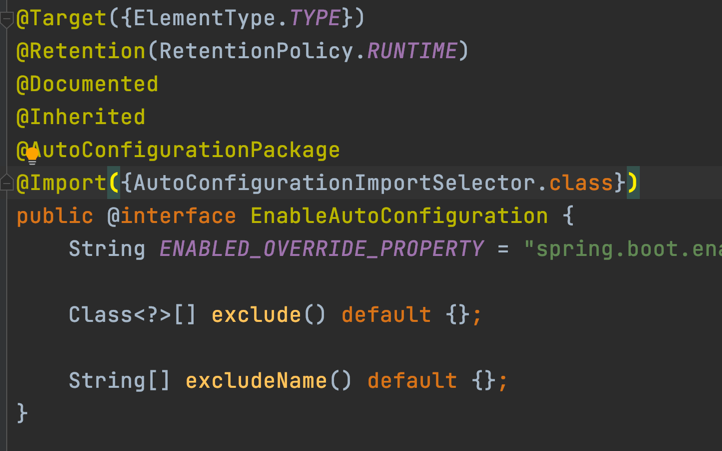 @Target({ElementType.TYPE})
@Retention(RetentionPolicy.RUNTIME)
@Documented
@Inherited
@AutoConfigurationPackage
@Import({AutoConfigurationImportSelector.class})
public @interface EnableAutoConfiguration {
    String ENABLED_OVERRIDE_PROPERTY = "spring.boot.ena
    Class<?>[] exclude() default {};
    String[] excludeName() default {};
}